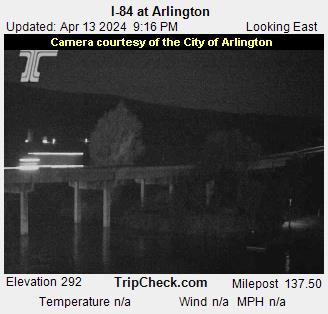 I-84 at Arlington
Updated: Apr 13 2024 9:16 PM Looking East
Camera courtesy of the City of Arlington
Elevation 292 TripCheck.com Milepost 137.50
Temperature n/a Wind n/a MPH n/a